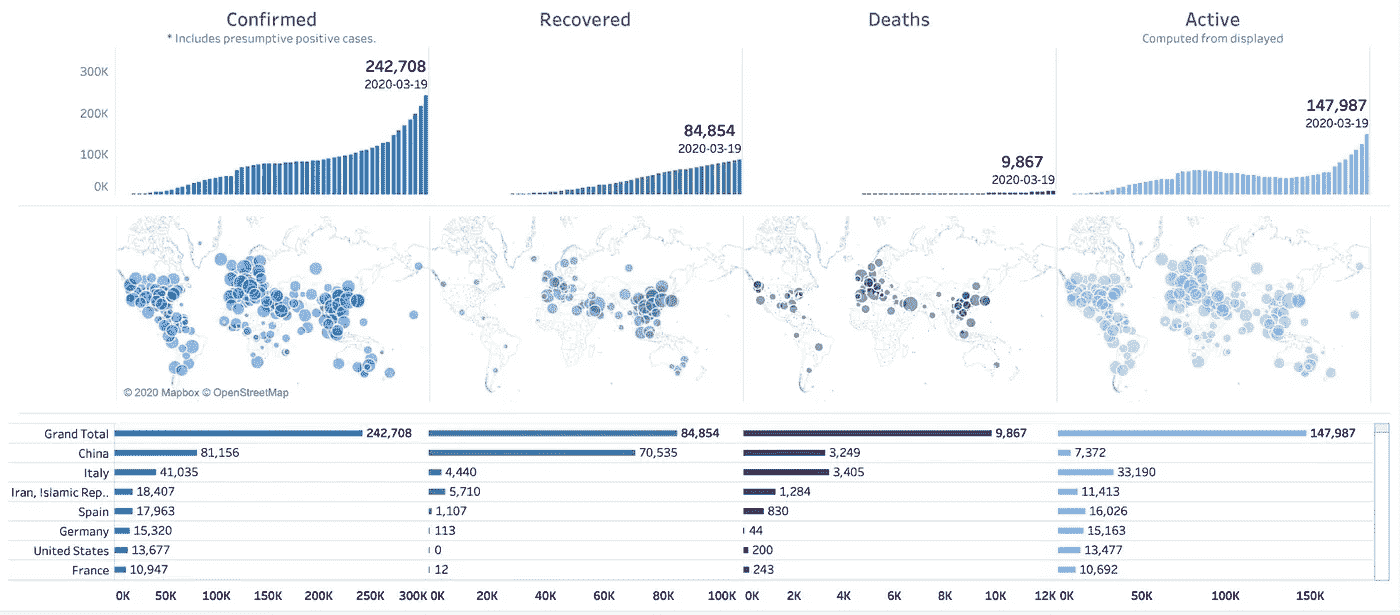 Confirmed Recovered Deaths Active
* Includes presumptive positive cases. Computed from displayed
242,708
2020-03-19
84,854
2020-03-19
9,867
2020-03-19
147,987
2020-03-19
300K
200K
100K
0K
© 2020 Mapbox © OpenStreetMap
Grand Total 242,708 84,854 9,867 147,987
China 81,156 70,535 3,249 7,372
Italy 41,035 4,440 3,405 33,190
Iran, Islamic Rep.. 18,407 5,710 1,284 11,413
Spain 17,963 1,107 830 16,026
Germany 15,320 113 44 15,163
United States 13,677 0 200 13,477
France 10,947 12 243 10,692
0K 50K 100K 150K 200K 250K 300K 0K 20K 40K 60K 80K 100K 0K 2K 4K 6K 8K 10K 12K 0K 50K 100K 150K